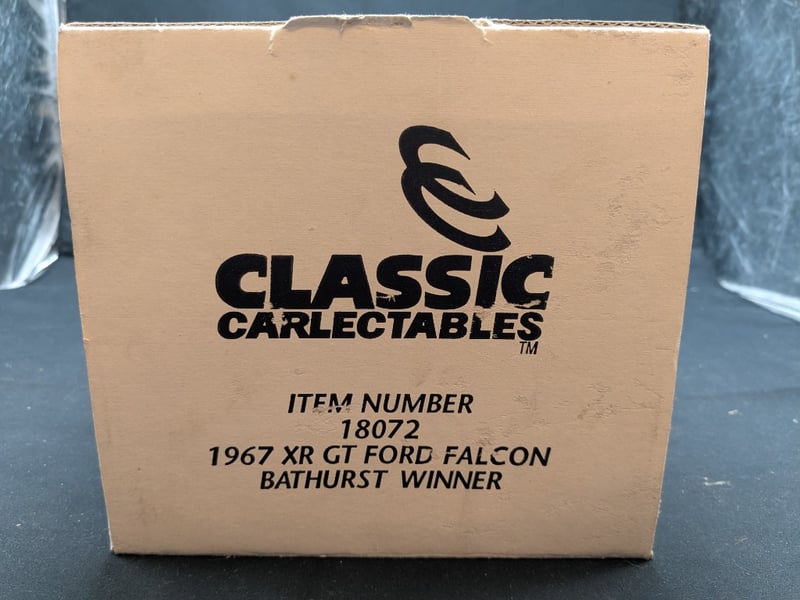 CLASSIC
CARLECTABLES
TM
ITEM NUMBER
18072
1967 XR GT FORD FALCON
BATHURST WINNER